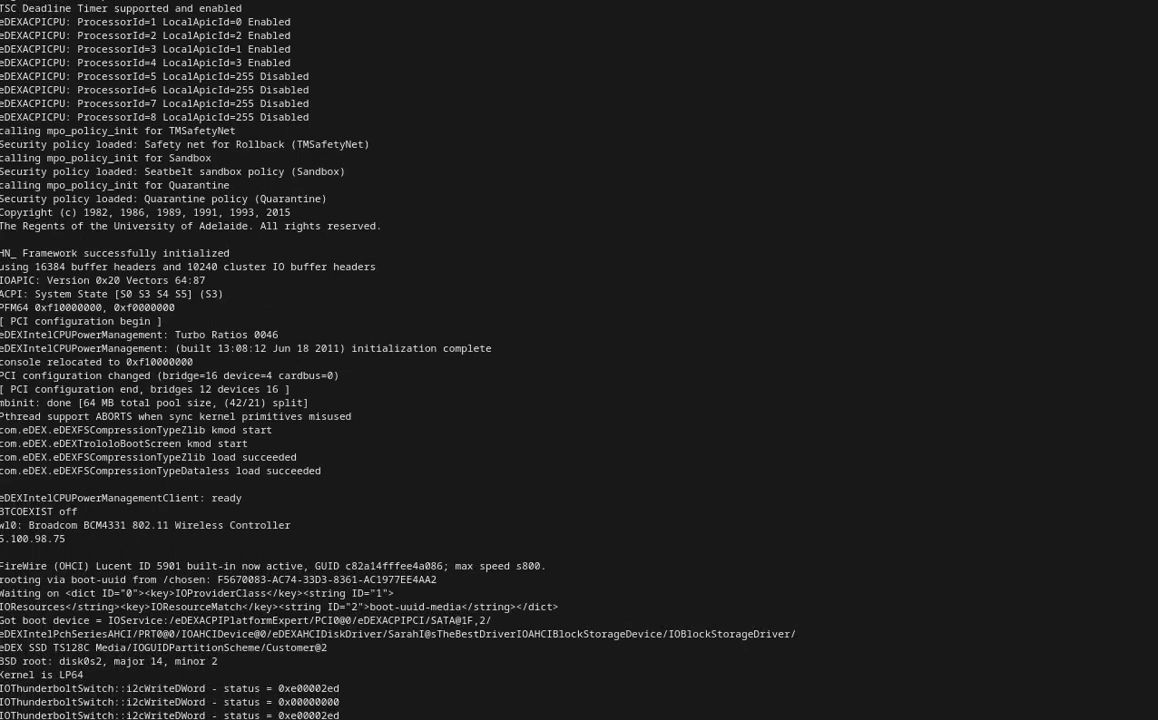 TSC Deadline Timer supported and enabled
eDEXACPICPU: ProcessorId=1 LocalApicId=0 Enabled
eDEXACPICPU: ProcessorId=2 LocalApicId=2 Enabled
eDEXACPICPU: ProcessorId=3 LocalApicId=1 Enabled
eDEXACPICPU: ProcessorId=4 LocalApicId=3 Enabled
eDEXACPICPU: ProcessorId=5 LocalApicId=255 Disabled
eDEXACPICPU: ProcessorId=6 LocalApicId=255 Disabled
eDEXACPICPU: ProcessorId=7 LocalApicId=255 Disabled
eDEXACPICPU: ProcessorId=8 LocalApicId=255 Disabled
calling mpo_policy_init for TMSafetyNet
Security policy loaded: Safety net for Rollback (TMSafetyNet)
calling mpo_policy_init for Sandbox
Security policy loaded: Seatbelt sandbox policy (Sandbox)
calling mpo_policy_init for Quarantine
Security policy loaded: Quarantine policy (Quarantine)
Copyright (c) 1982, 1986, 1989, 1991, 1993, 2015
The Regents of the University of Adelaide. All rights reserved.
HN_ Framework successfully initialized
using 16384 buffer headers and 10240 cluster IO buffer headers
IOAPIC: Version 0x20 Vectors 64:87
ACPI: System State [S0 S3 S4 S5] (S3)
PFM64 0xf10000000, 0xf0000000
[ PCI configuration begin ]
eDEXIntelCPUPowerManagement: Turbo Ratios 0046
eDEXIntelCPUPowerManagement: (built 13:08:12 Jun 18 2011) initialization complete
console relocated to 0xf10000000
PCI configuration changed (bridge=16 device=4 cardbus=0)
[ PCI configuration end, bridges 12 devices 16 ]
mbinit: done [64 MB total pool size, (42/21) split]
Pthread support ABORTS when sync kernel primitives misused
com.eDEX.eDEXFSCompressionTypeZlib kmod start
com.eDEX.eDEXTrololoBootScreen kmod start
com.eDEX.eDEXFSCompressionTypeZlib load succeeded
com.eDEX.eDEXFSCompressionTypeDataless load succeeded
eDEXIntelCPUPowerManagementClient: ready
BTCOEXIST off
wl0: Broadcom BCM4331 802.11 Wireless Controller
5.100.98.75
FireWire (OHCI) Lucent ID 5901 built-in now active, GUID c82a14fffee4a086; max speed s800.
rooting via boot-uuid from /chosen: F5670083-AC74-33D3-8361-AC1977EE4AA2
Waiting on <dict ID="0"><key>IOProviderClass</key><string ID="1">
IOResources</string><key>IOResourceMatch</key><string ID="2">boot-uuid-media</string></dict>
Got boot device = IOService:/eDEXACPIPlatformExpert/PCI0@0/eDEXACPIPCI/SATA@1F,2/
eDEXIntelPchSeriesAHCI/PRT0@0/IOAHCIDevice@0/eDEXAHCIDiskDriver/SarahI@sTheBestDriverIOAHCIBlockStorageDevice/IOBlockStorageDriver/
eDEX SSD TS128C Media/IOGUIDPartitionScheme/Customer@2
BSD root: disk0s2, major 14, minor 2
Kernel is LP64
IOThunderboltSwitch::i2cWriteDWord - status = 0xe00002ed
IOThunderboltSwitch::i2cWriteDWord - status = 0x00000000
IOThunderboltSwitch::i2cWriteDWord - status = 0xe00002ed